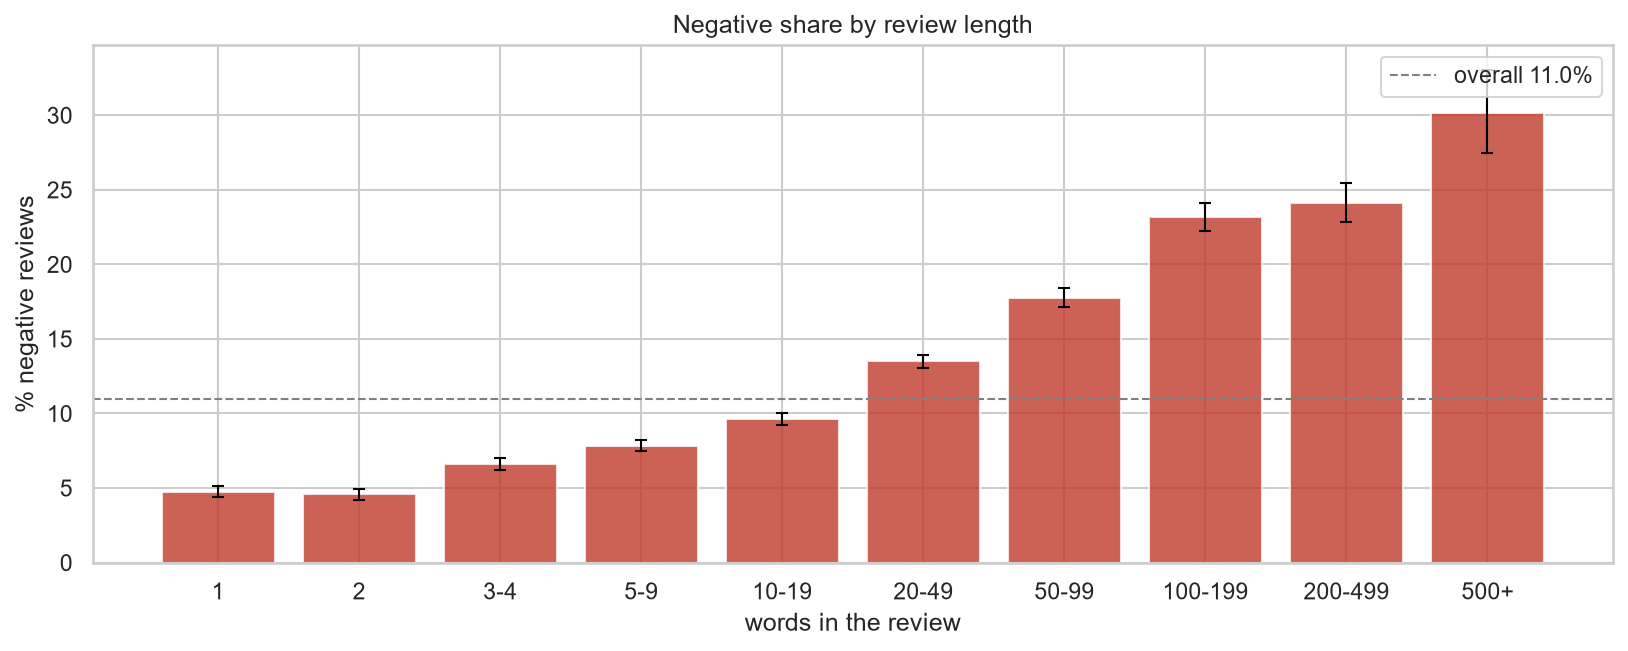 Negative share by review length
overall 11.0%
% negative reviews
30
25
20
15
10
5
0
1 2 3-4 5-9 10-19 20-49 50-99 100-199 200-499 500+
words in the review